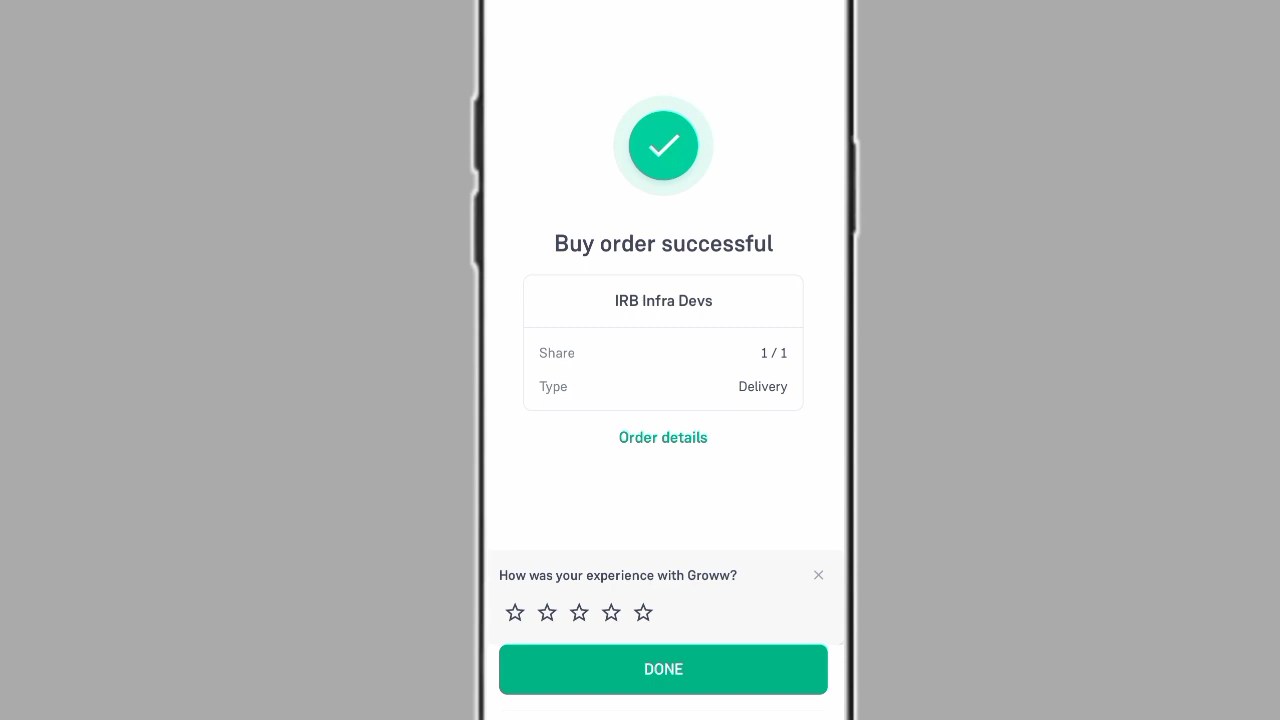 Buy order successful
IRB Infra Devs
Share 1 / 1
Type Delivery
Order details
How was your experience with Groww?
DONE